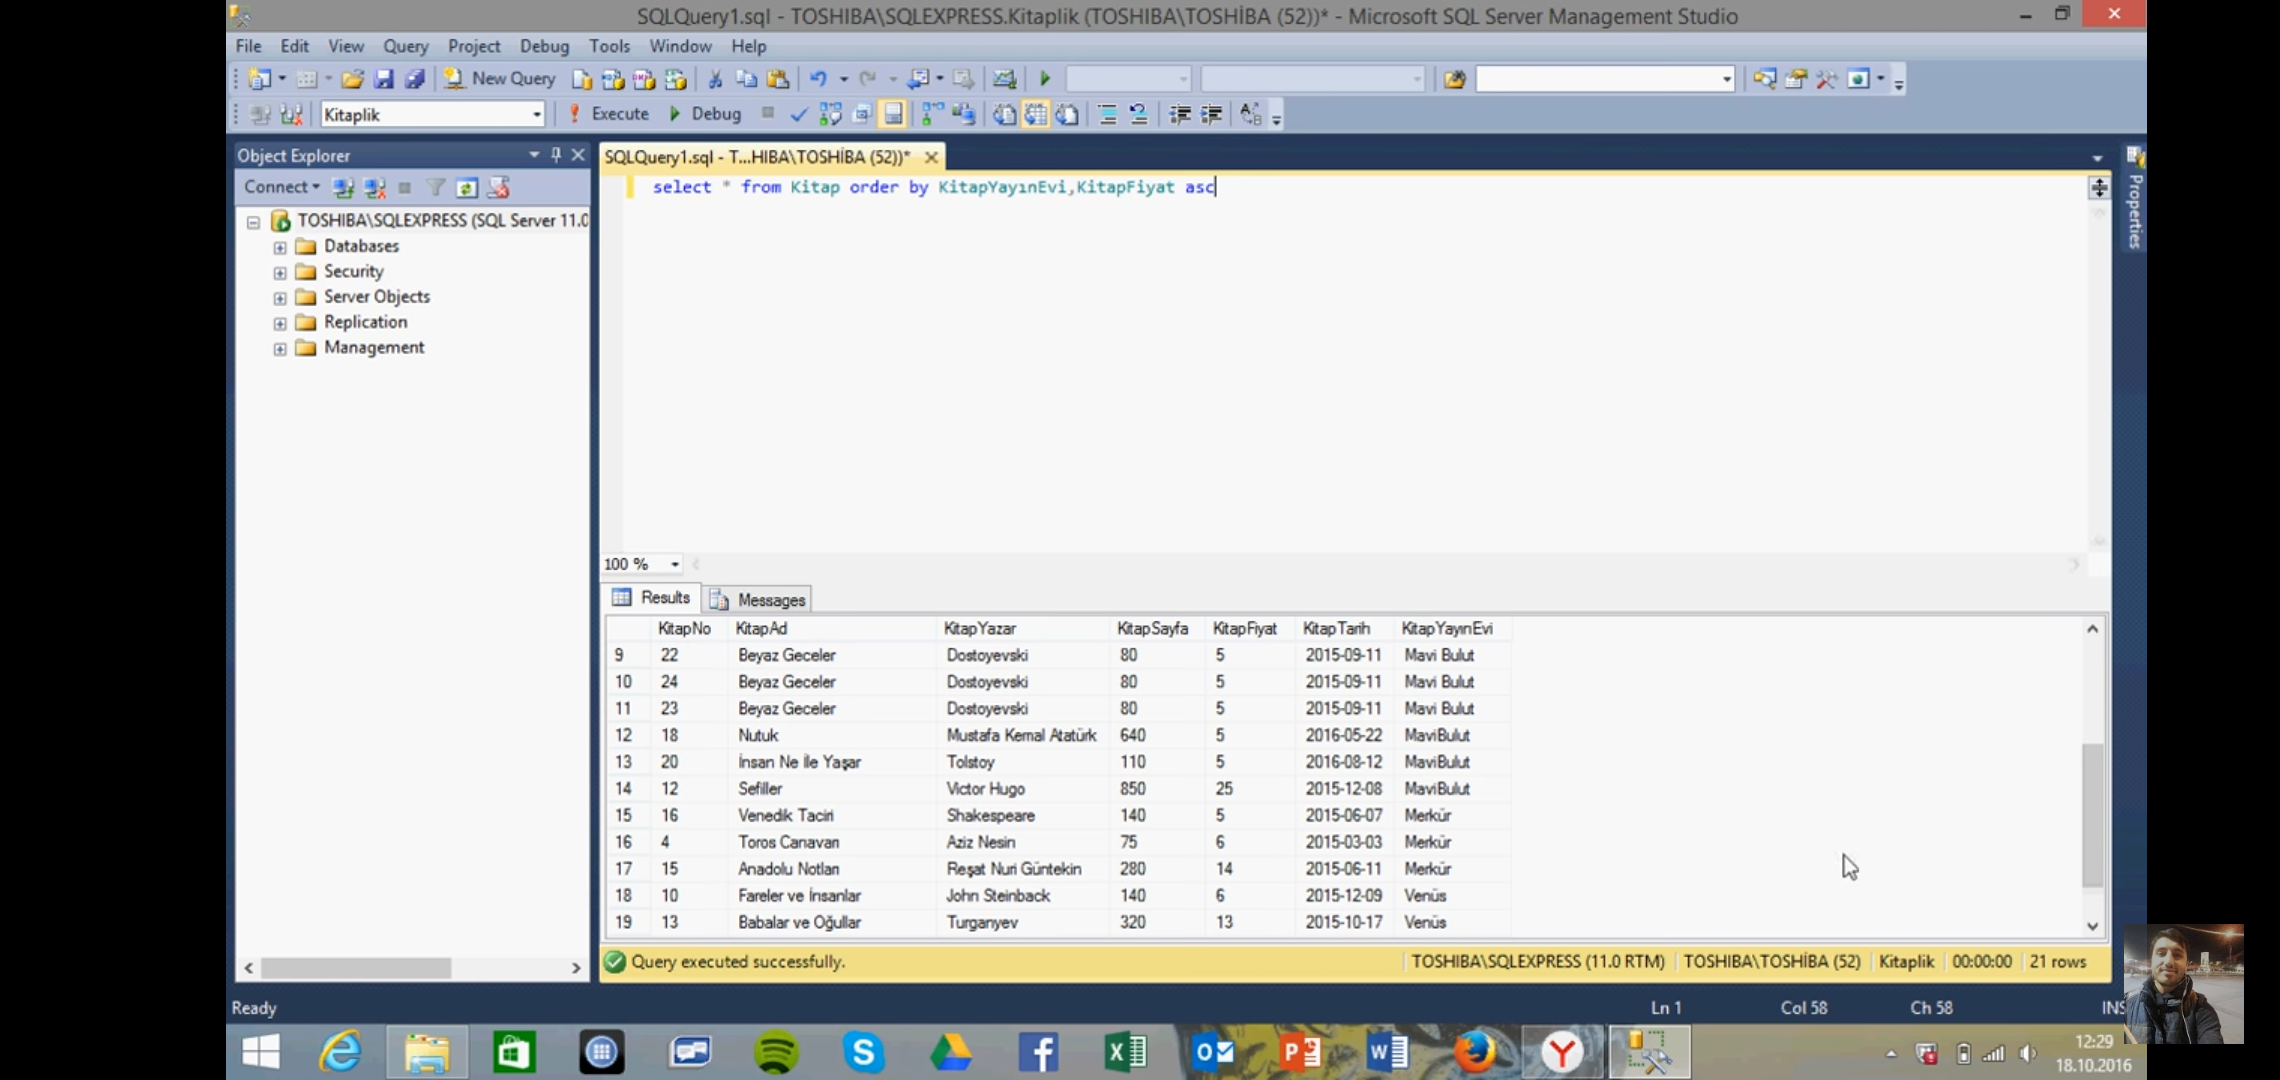 SQLQuery1.sql - TOSHIBA\SQLEXPRESS.Kitaplik (TOSHIBA\TOSHİBA (52))* - Microsoft SQL Server Management Studio
File Edit View Query Project Debug Tools Window Help
New Query
Kitaplik Execute Debug
Object Explorer
SQLQuery1.sql - T...HIBA\TOSHİBA (52))*
Connect
select * from Kitap order by KitapYayınEvi,KitapFiyat asc
Properties
TOSHIBA\SQLEXPRESS (SQL Server 11.0
Databases
Security
Server Objects
Replication
Management
100 %
Results Messages
KitapNo KitapAd KitapYazar KitapSayfa KitapFiyat KitapTarih KitapYayınEvi
9 22 Beyaz Geceler Dostoyevski 80 5 2015-09-11 Mavi Bulut
10 24 Beyaz Geceler Dostoyevski 80 5 2015-09-11 Mavi Bulut
11 23 Beyaz Geceler Dostoyevski 80 5 2015-09-11 Mavi Bulut
12 18 Nutuk Mustafa Kemal Atatürk 640 5 2016-05-22 MaviBulut
13 20 İnsan Ne İle Yaşar Tolstoy 110 5 2016-08-12 MaviBulut
14 12 Sefiller Victor Hugo 850 25 2015-12-08 MaviBulut
15 16 Venedik Taciri Shakespeare 140 5 2015-06-07 Merkür
16 4 Toros Canavarı Aziz Nesin 75 6 2015-03-03 Merkür
17 15 Anadolu Notları Reşat Nuri Güntekin 280 14 2015-06-11 Merkür
18 10 Fareler ve İnsanlar John Steinback 140 6 2015-12-09 Venüs
19 13 Babalar ve Oğullar Turganyev 320 13 2015-10-17 Venüs
Query executed successfully. TOSHIBA\SQLEXPRESS (11.0 RTM) TOSHIBA\TOSHİBA (52) Kitaplik 00:00:00 21 rows
Ready Ln 1 Col 58 Ch 58 INS
12:29
18.10.2016